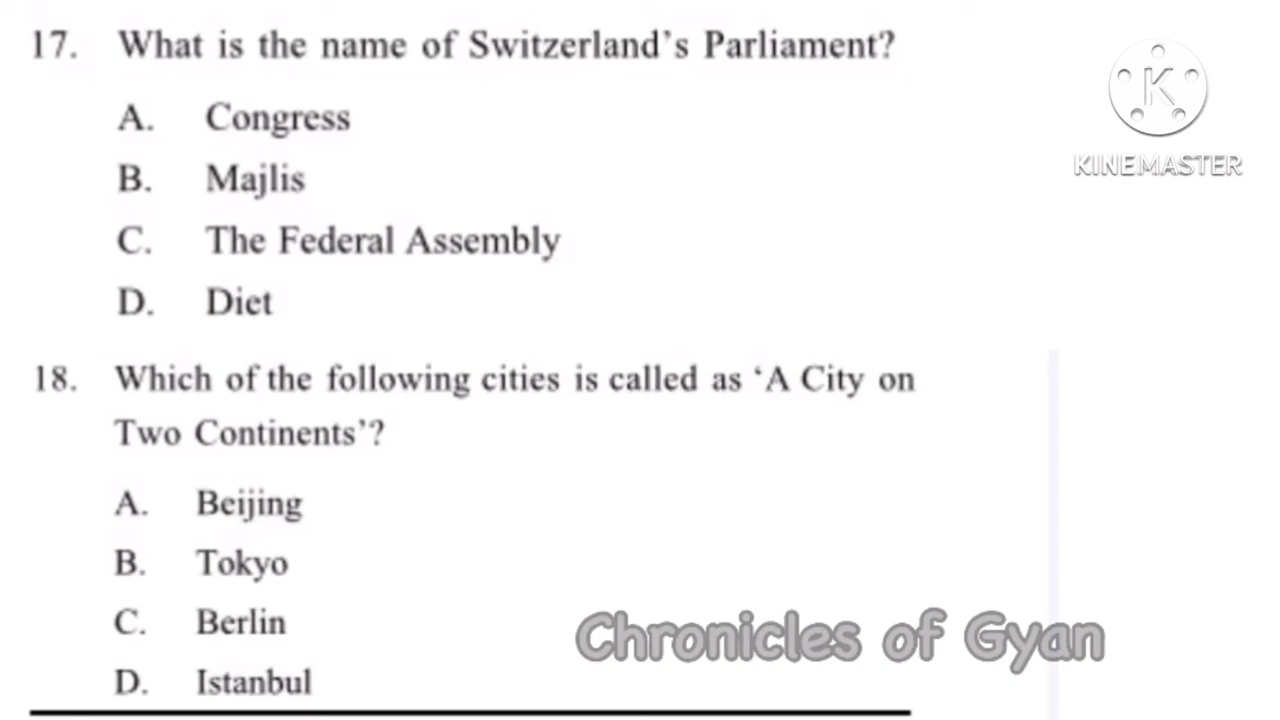 17. What is the name of Switzerland's Parliament?
A. Congress
B. Majlis
C. The Federal Assembly
D. Diet
18. Which of the following cities is called as ‘A City on
Two Continents’?
A. Beijing
B. Tokyo
C. Berlin
D. Istanbul
K
KINEMASTER
Chronicles of Gyan